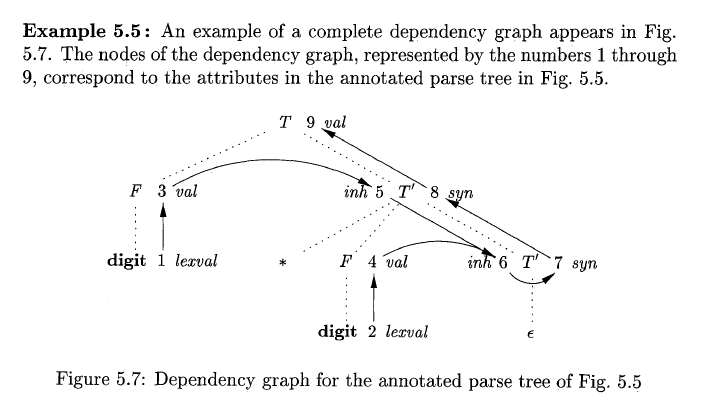 Example 5.5: An example of a complete dependency graph appears in Fig.
5.7. The nodes of the dependency graph, represented by the numbers 1 through
9, correspond to the attributes in the annotated parse tree in Fig. 5.5.
T 9 val
F 3 val inh 5 T′ 8 syn
digit 1 lexval * F 4 val inh 6 T′ 7 syn
digit 2 lexval ϵ
Figure 5.7: Dependency graph for the annotated parse tree of Fig. 5.5